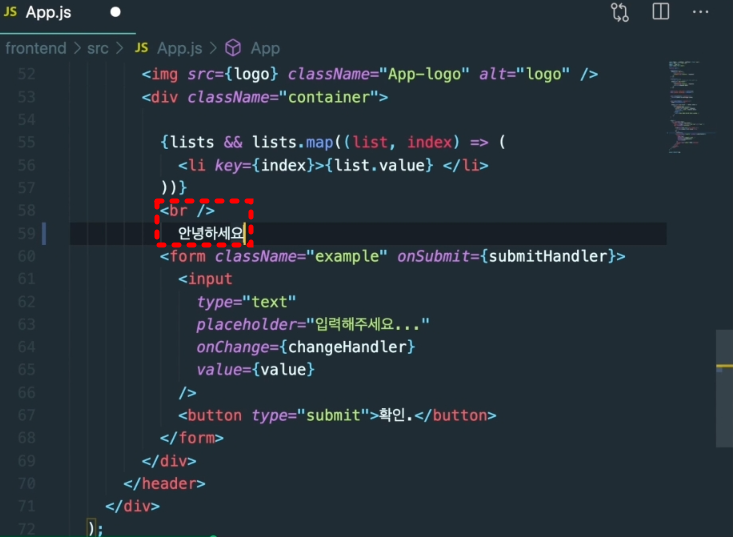 JS App.js
frontend > src > JS App.js > App
52 <img src={logo} className="App-logo" alt="logo" />
53 <div className="container">
54
55 {lists && lists.map((list, index) => (
56 <li key={index}>{list.value} </li>
57 ))}
58 <br />
59 안녕하세요
60 <form className="example" onSubmit={submitHandler}>
61 <input
62 type="text"
63 placeholder="입력해주세요..."
64 onChange={changeHandler}
65 value={value}
66 />
67 <button type="submit">확인.</button>
68 </form>
69 </div>
70 </header>
71 </div>
72 );